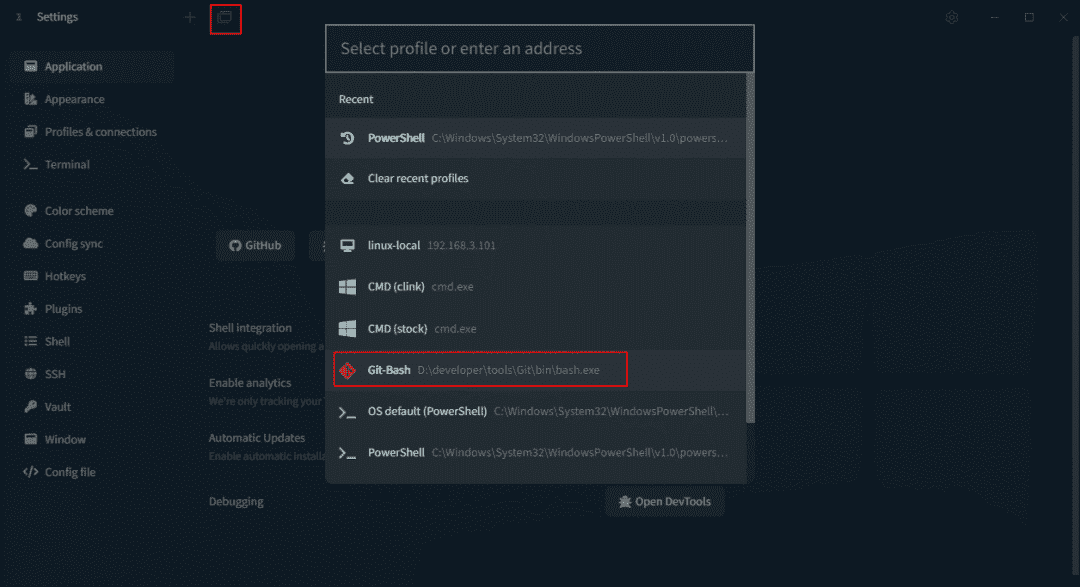 1 Settings
Select profile or enter an address
Recent
PowerShell C:\Windows\System32\WindowsPowerShell\v1.0\powers...
Clear recent profiles
linux-local 192.168.3.101
CMD (clink) cmd.exe
CMD (stock) cmd.exe
Git-Bash D:\developer\tools\Git\bin\bash.exe
OS default (PowerShell) C:\Windows\System32\WindowsPowerShell\...
PowerShell C:\Windows\System32\WindowsPowerShell\v1.0\powers...
Application
Appearance
Profiles & connections
Terminal
Color scheme
Config sync
Hotkeys
Plugins
Shell
SSH
Vault
Window
Config file
GitHub
Shell integration
Allows quickly opening a
Enable analytics
We're only tracking your
Automatic Updates
Enable automatic installa
Debugging
Open DevTools